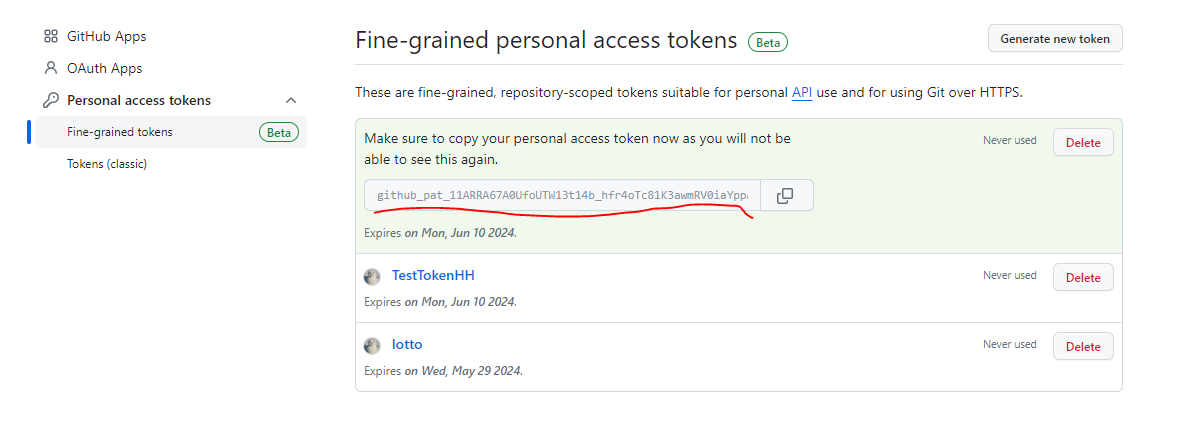 GitHub Apps
OAuth Apps
Personal access tokens
Fine-grained tokens Beta
Tokens (classic)
Fine-grained personal access tokens Beta
Generate new token
These are fine-grained, repository-scoped tokens suitable for personal API use and for using Git over HTTPS.
Make sure to copy your personal access token now as you will not be
able to see this again.
Never used
Delete
github_pat_11ARRA67A0UfoUTW13t14b_hfr4oTc81K3awmRV0iaYpp
Expires on Mon, Jun 10 2024.
TestTokenHH
Never used
Delete
Expires on Mon, Jun 10 2024.
lotto
Never used
Delete
Expires on Wed, May 29 2024.